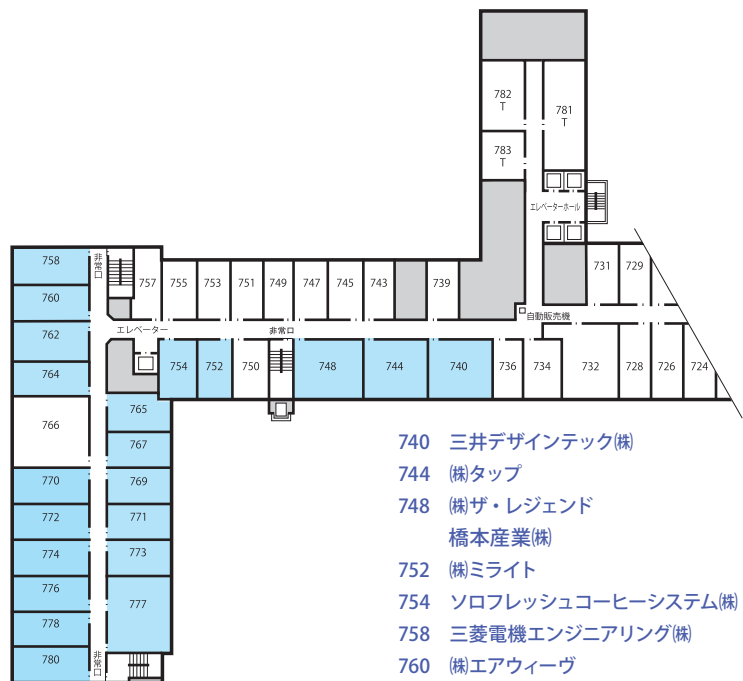 782
T
781
T
783
T
エレベーターホール
758
非常口
757
755
753
751
749
747
745
743
739
731
729
760
自動販売機
エレベーター
非常口
762
754
752
750
748
744
740
736
734
732
728
726
724
764
765
766
767
770
769
772
771
774
773
776
777
778
780
非常口
740 三井デザインテック㈱
744 ㈱タップ
748 ㈱ザ・レジェンド
橋本産業㈱
752 ㈱ミライト
754 ソロフレッシュコーヒーシステム㈱
758 三菱電機エンジニアリング㈱
760 ㈱エアウィーヴ